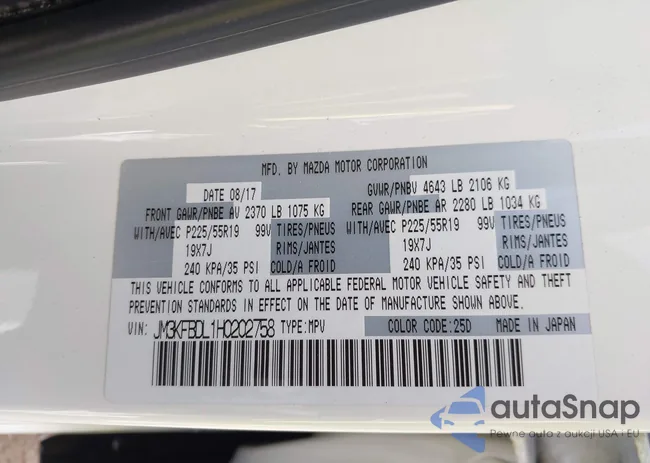 MFD. BY MAZDA MOTOR CORPORATION
DATE 08/17 GVWR/PNBV 4643 LB 2106 KG
FRONT GAWR/PNBE AV 2370 LB 1075 KG REAR GAWR/PNBE AR 2280 LB 1034 KG
WITH/AVEC P225/55R19 99V TIRES/PNEUS WITH/AVEC P225/55R19 99V TIRES/PNEUS
19X7J RIMS/JANTES 19X7J RIMS/JANTES
240 KPA/35 PSI COLD/A FROID 240 KPA/35 PSI COLD/A FROID
THIS VEHICLE CONFORMS TO ALL APPLICABLE FEDERAL MOTOR VEHICLE SAFETY AND THEFT
PREVENTION STANDARDS IN EFFECT ON THE DATE OF MANUFACTURE SHOWN ABOVE.
VIN: JM3KFBDL1H0202758 TYPE:MPV COLOR CODE:25D MADE IN JAPAN
autaSnap
Pewne auto z aukcji USA i EU